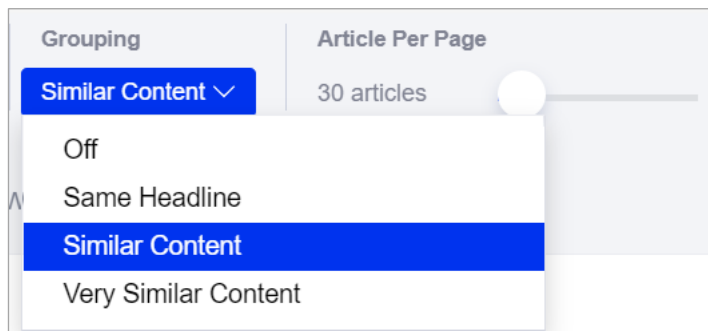 Grouping
Article Per Page
Similar Content
30 articles
Off
Same Headline
Similar Content
Very Similar Content